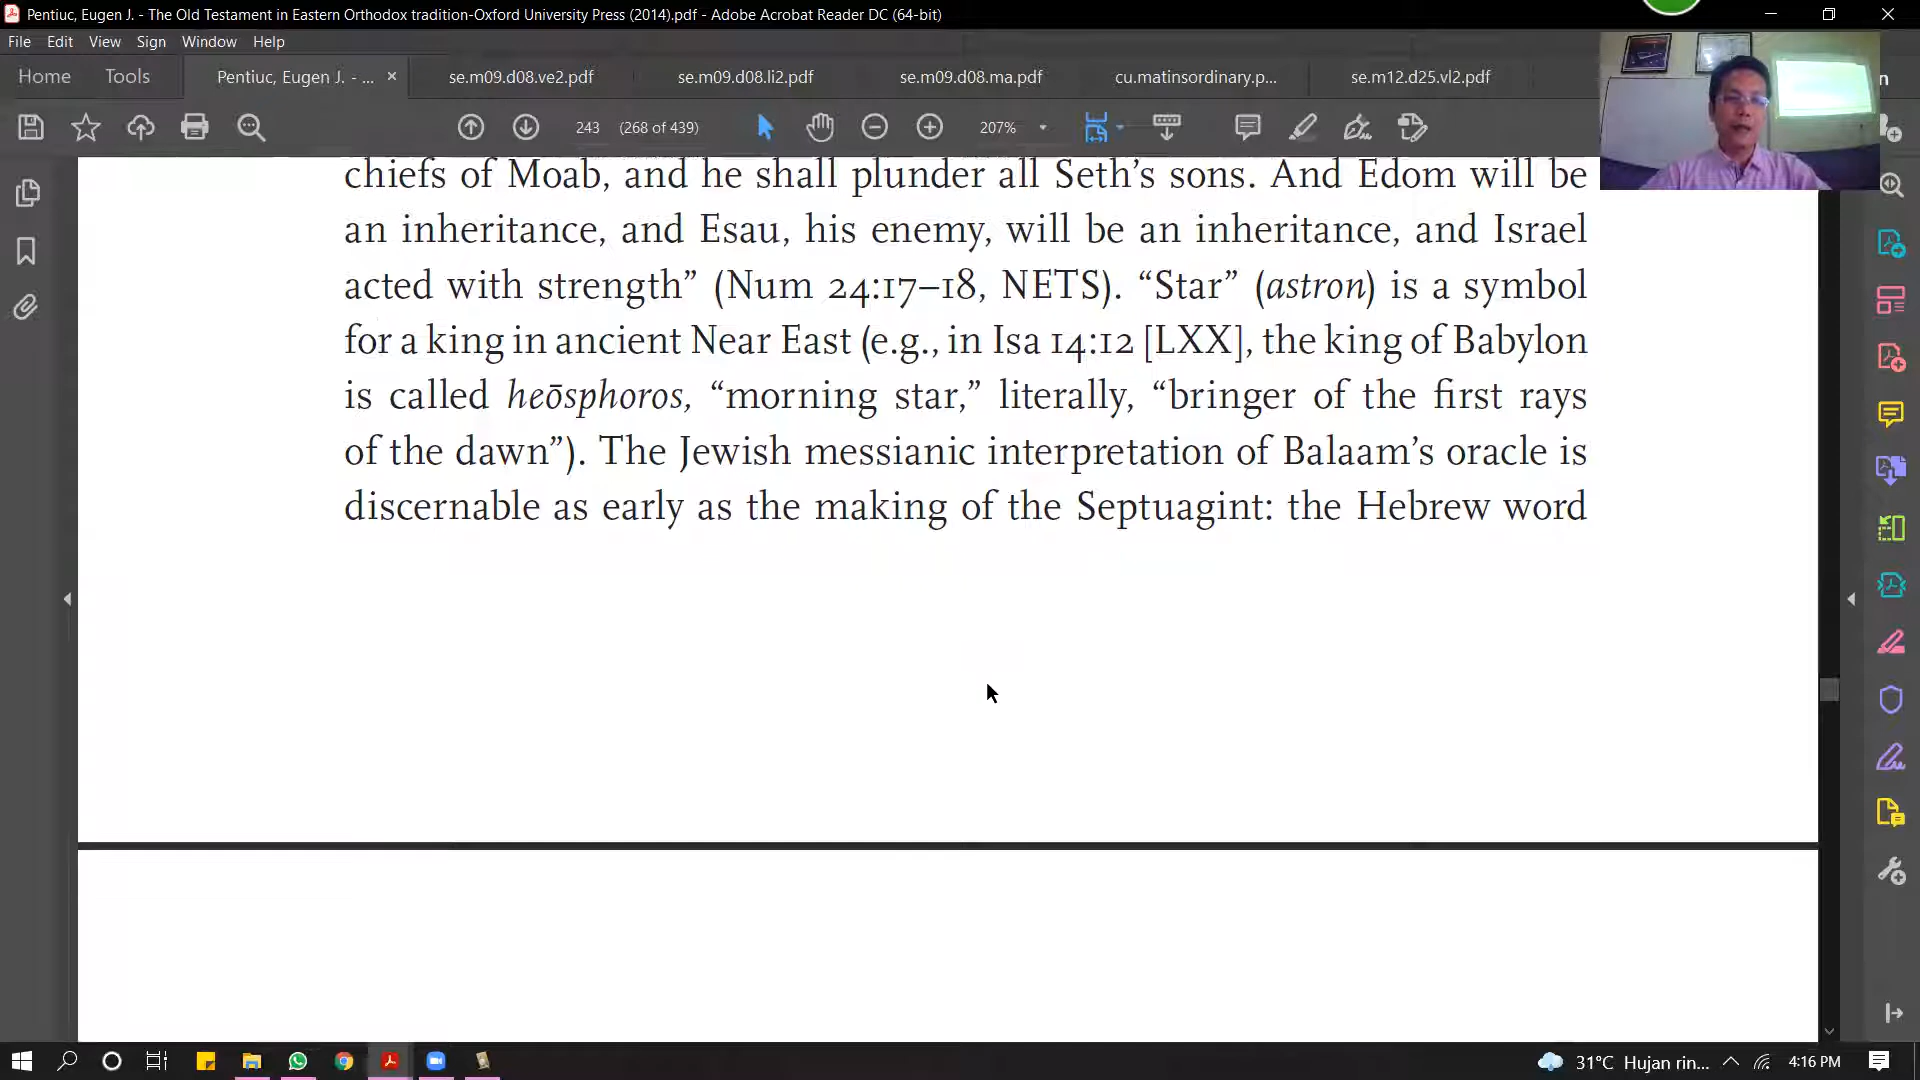 Pentiuc, Eugen J. - The Old Testament in Eastern Orthodox tradition-Oxford University Press (2014).pdf - Adobe Acrobat Reader DC (64-bit)
File Edit View Sign Window Help
Home Tools Pentiuc, Eugen J. - ... × se.m09.d08.ve2.pdf se.m09.d08.li2.pdf se.m09.d08.ma.pdf cu.matinsordinary.p... se.m12.d25.vl2.pdf
243 (268 of 439) 207%
chiefs of Moab, and he shall plunder all Seth’s sons. And Edom will be
an inheritance, and Esau, his enemy, will be an inheritance, and Israel
acted with strength” (Num 24:17–18, NETS). “Star” (astron) is a symbol
for a king in ancient Near East (e.g., in Isa 14:12 [LXX], the king of Babylon
is called heōsphoros, “morning star,” literally, “bringer of the first rays
of the dawn”). The Jewish messianic interpretation of Balaam’s oracle is
discernable as early as the making of the Septuagint: the Hebrew word
31°C Hujan rin... 4:16 PM